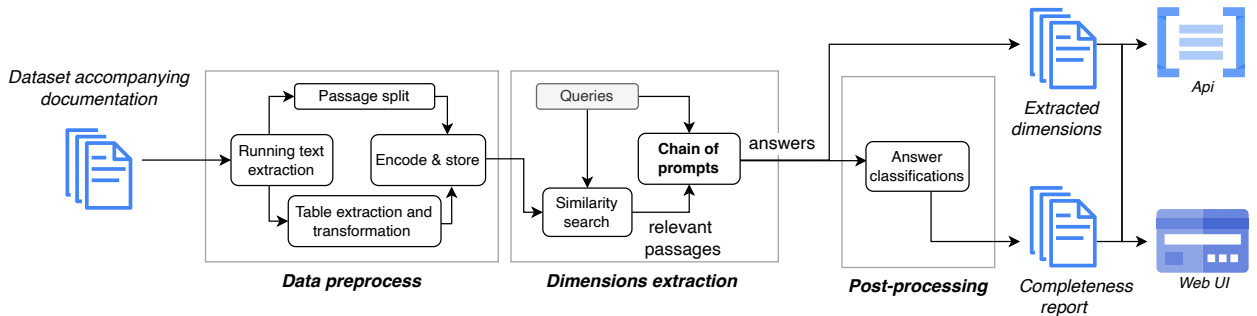 Dataset accompanying
documentation
Passage split
Running text
extraction
Encode & store
Table extraction and
transformation
Data preprocess
Queries
Chain of
prompts
Similarity
search
relevant
passages
Dimensions extraction
answers
Answer
classifications
Post-processing
Extracted
dimensions
Completeness
report
Api
Web UI